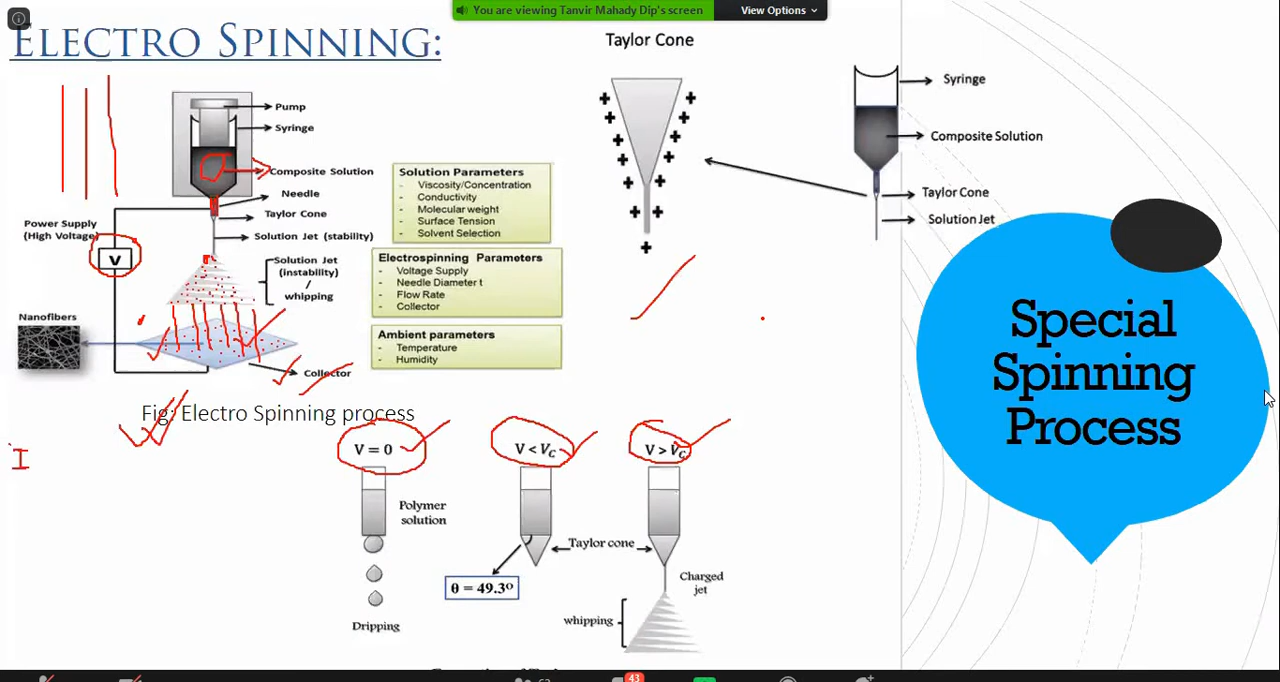 You are viewing Tanvir Mahady Dip's screen
View Options
ELECTRO SPINNING:
Pump
Syringe
Composite Solution
Needle
Taylor Cone
Solution Jet (stability)
Solution Jet
(instability)
/
whipping
Power Supply
(High Voltage)
V
Nanofibers
Collector
Fig: Electro Spinning process
Solution Parameters
- Viscosity/Concentration
- Conductivity
- Molecular weight
- Surface Tension
- Solvent Selection
Electrospinning Parameters
- Voltage Supply
- Needle Diameter t
- Flow Rate
- Collector
Ambient parameters
- Temperature
- Humidity
Taylor Cone
Syringe
Composite Solution
Taylor Cone
Solution Jet
Special
Spinning
Process
I
V = 0
V < Vc
V > Vc
Polymer
solution
Dripping
Taylor cone
θ = 49.3º
Charged
jet
whipping
43